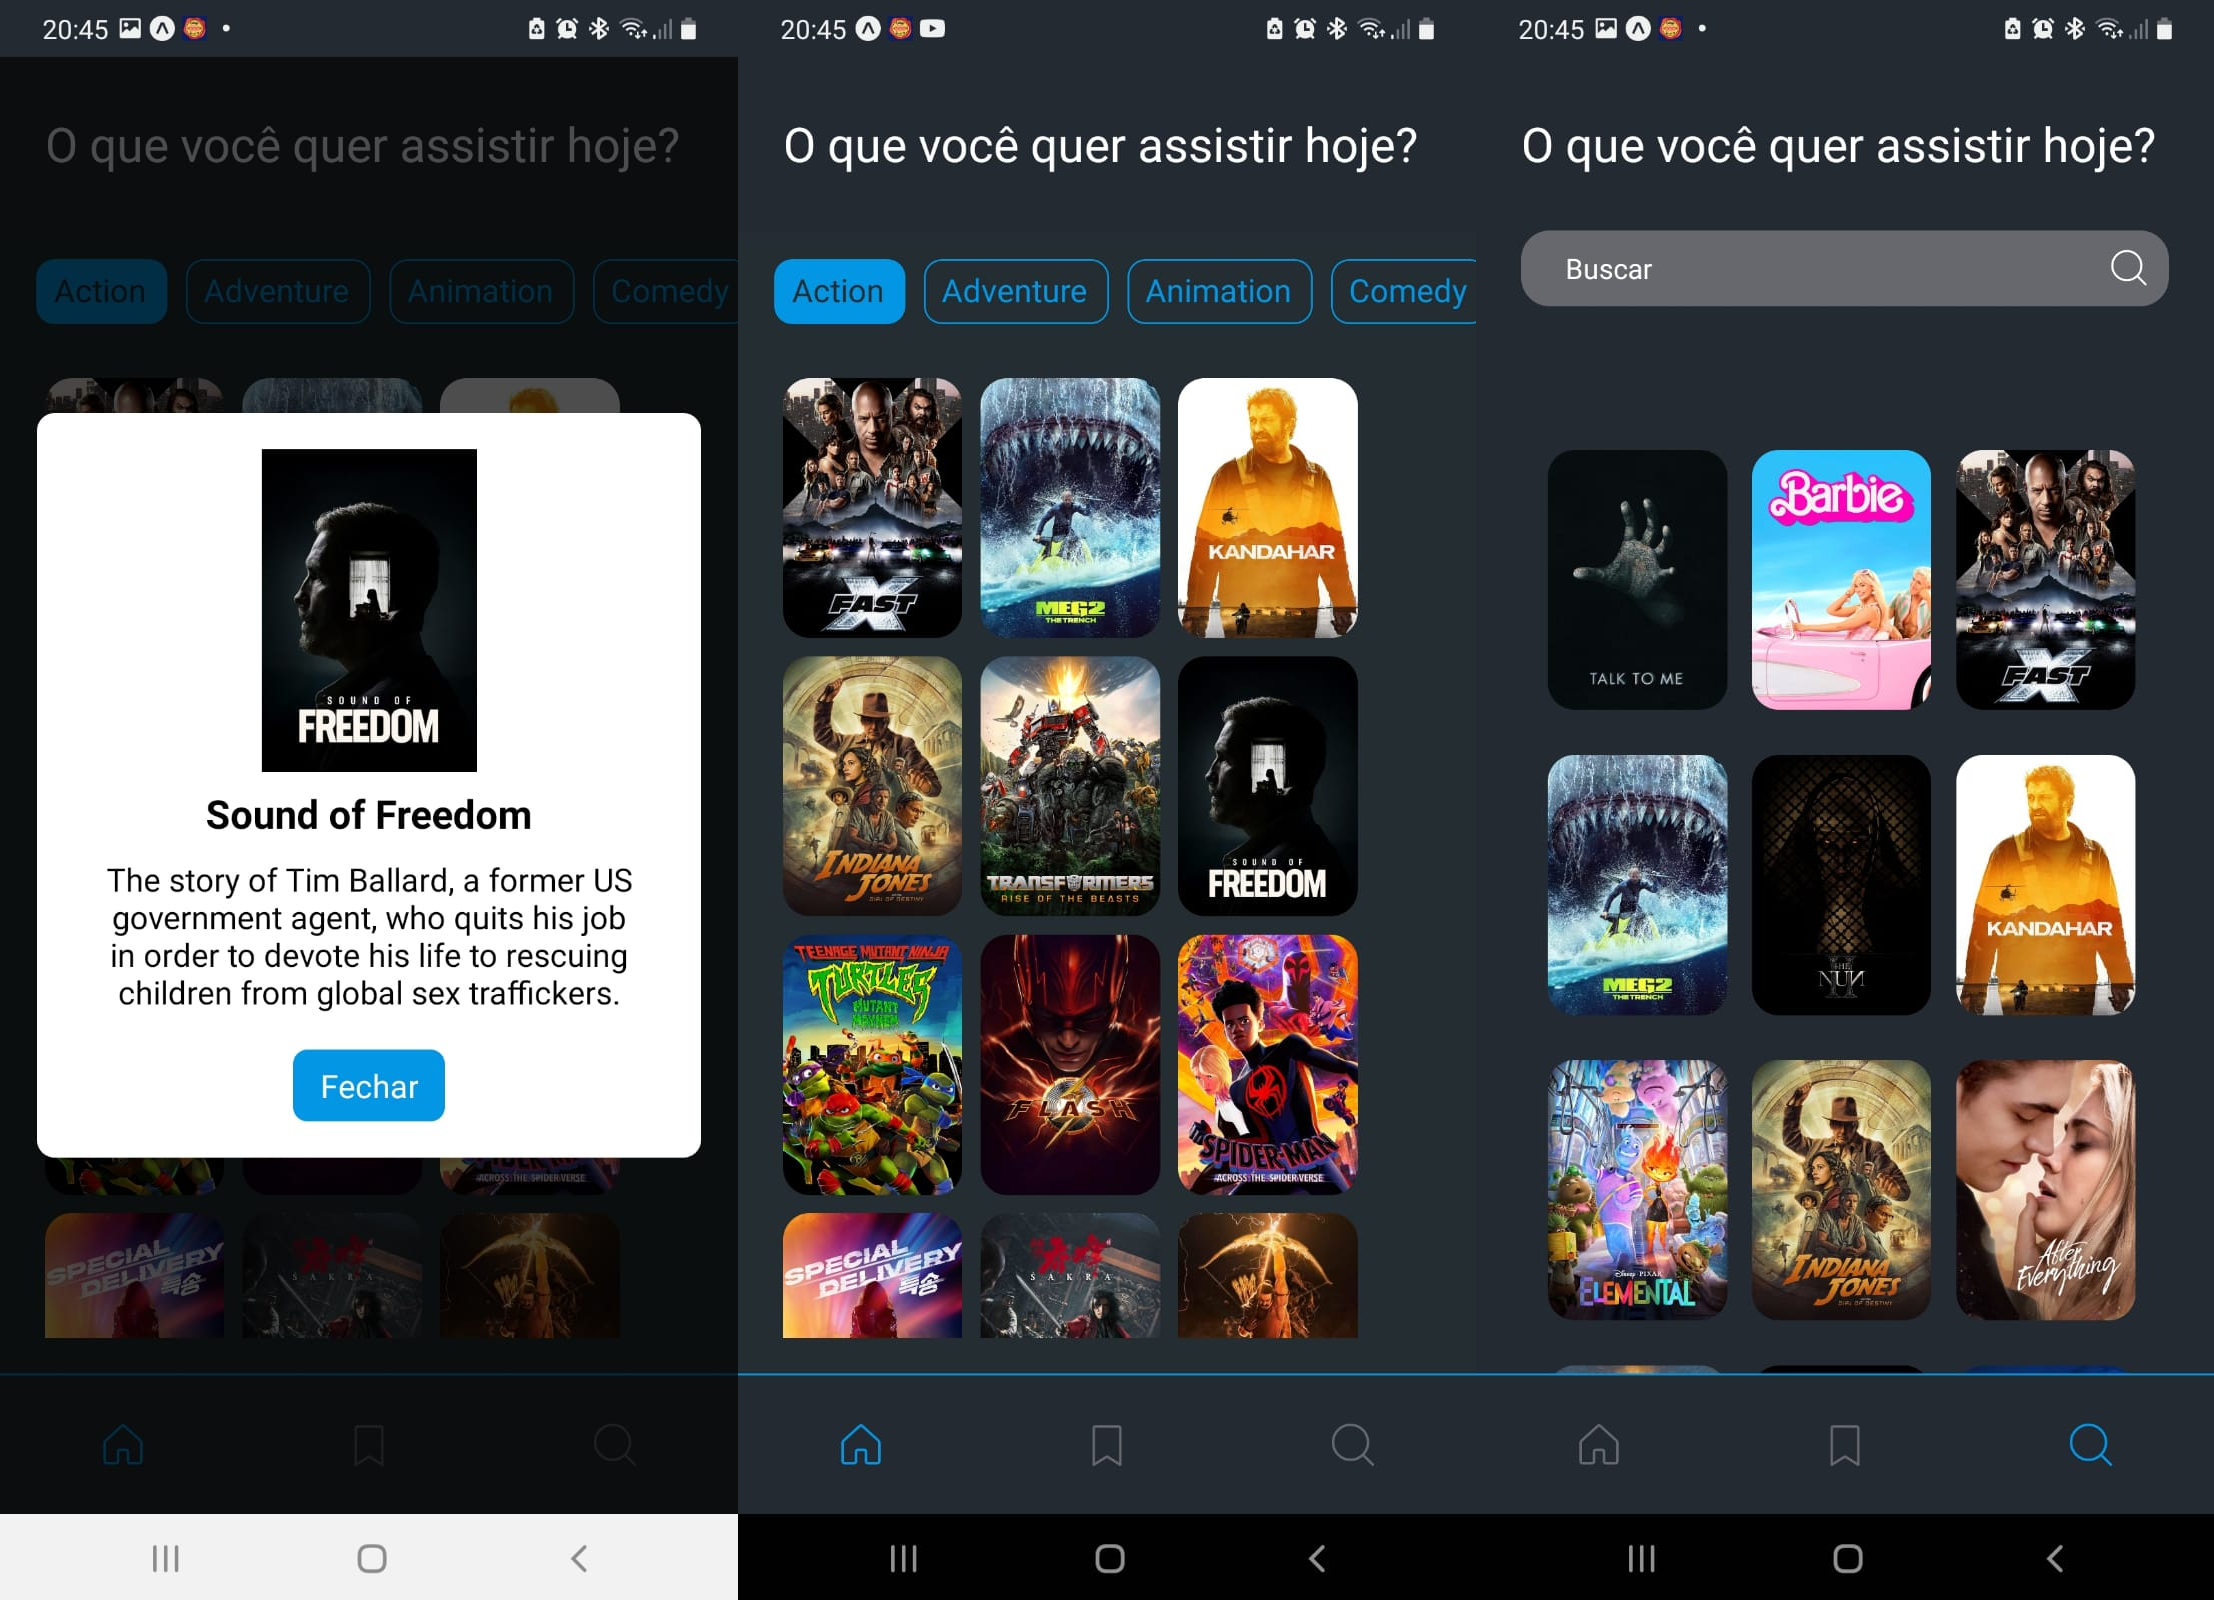 20:45
O que você quer assistir hoje?
Action
Adventure
Animation
Comedy
SOUND OF
FREEDOM
Sound of Freedom
The story of Tim Ballard, a former US
government agent, who quits his job
in order to devote his life to rescuing
children from global sex traffickers.
Fechar
ACROSS THE SPIDER-VERSE
SPECIAL
DELIVERY
특송
SAKRA
20:45
O que você quer assistir hoje?
Action
Adventure
Animation
Comedy
FAST
X
MEG2
THE TRENCH
KANDAHAR
INDIANA
JONES
DIAL OF DESTINY
TRANSFORMERS
RISE OF THE BEASTS
SOUND OF
FREEDOM
TEENAGE MUTANT NINJA
TURTLES
MUTANT
MAYHEM
FLASH
SPIDER-MAN
ACROSS THE SPIDER-VERSE
SPECIAL
DELIVERY
특송
SAKRA
20:45
O que você quer assistir hoje?
Buscar
TALK TO ME
Barbie
FAST
X
MEG2
THE TRENCH
THE
NUN
II
KANDAHAR
Disney PIXAR
ELEMENTAL
INDIANA
JONES
DIAL OF DESTINY
After
Everything